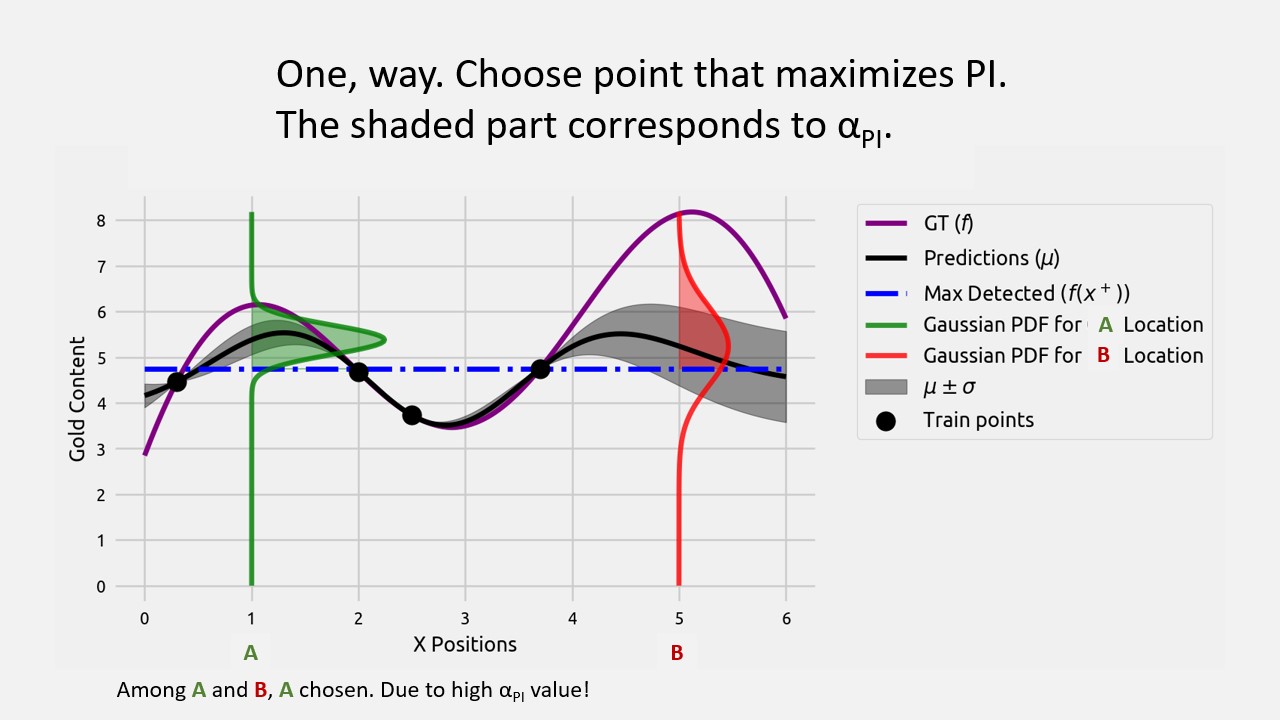 One, way. Choose point that maximizes PI.
The shaded part corresponds to αPI.
8
7
6
5
4
3
2
1
0
Gold Content
0 1 2 3 4 5 6
X Positions
A B
GT (f)
Predictions (μ)
Max Detected (f(x+))
Gaussian PDF for A Location
Gaussian PDF for B Location
μ ± σ
Train points
Among A and B, A chosen. Due to high αPI value!